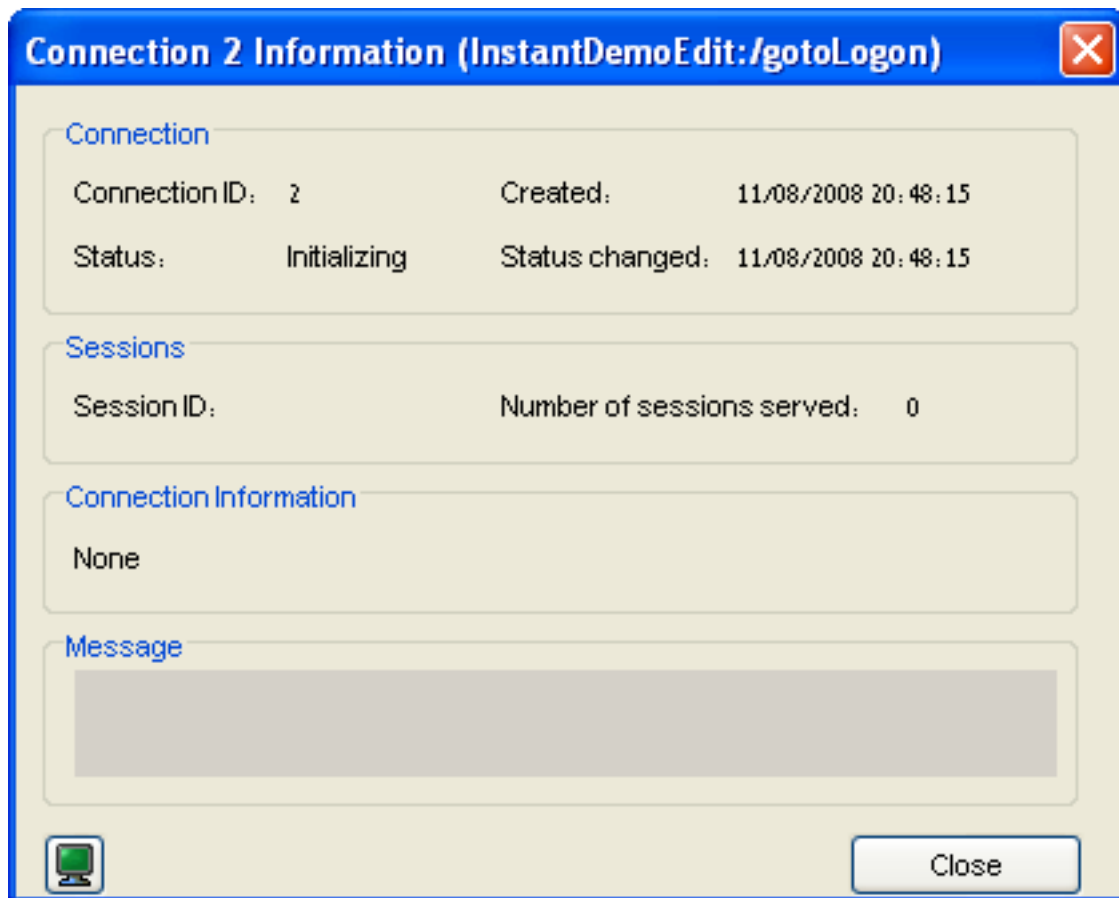 Connection 2 Information (InstantDemoEdit:/gotoLogon)
Connection
Connection ID: 2 Created: 11/08/2008 20:48:15
Status: Initializing Status changed: 11/08/2008 20:48:15
Sessions
Session ID: Number of sessions served: 0
Connection Information
None
Message
Close